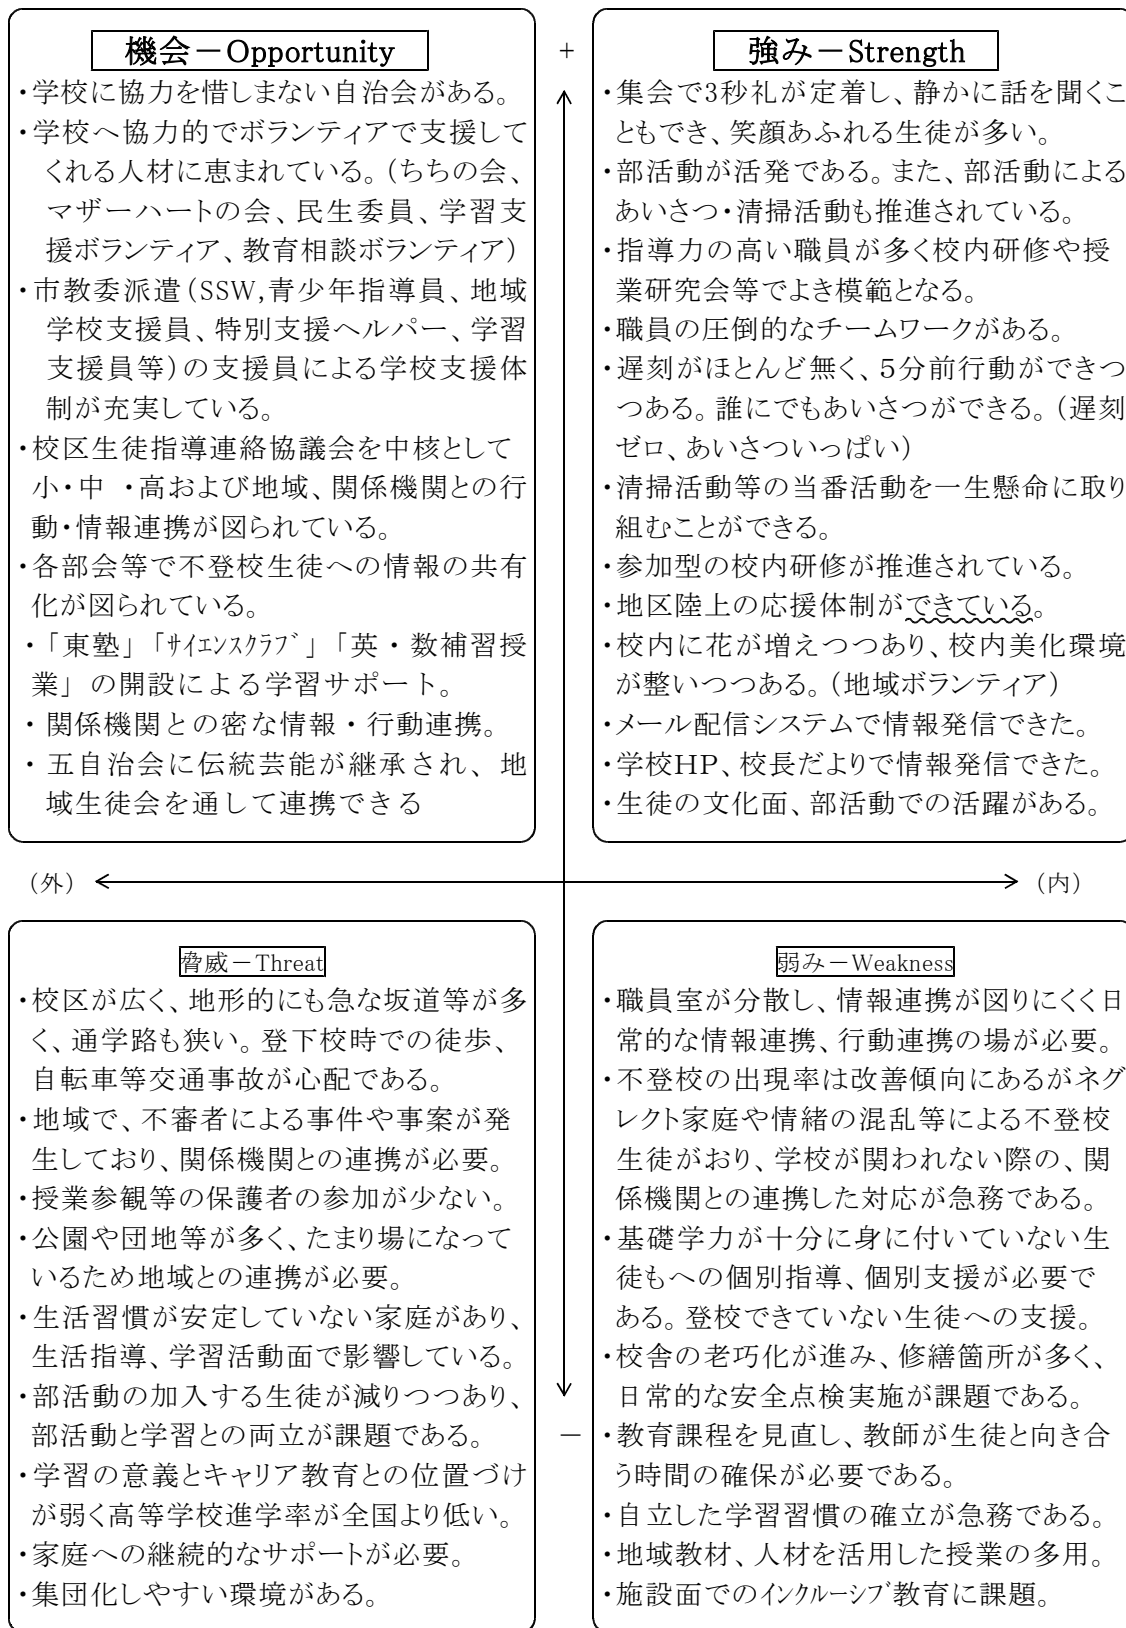 機会－Opportunity
・学校に協力を惜しまない自治会がある。
・学校へ協力的でボランティアで支援して
くれる人材に恵まれている。（ちちの会、
マザーハートの会、民生委員、学習支
援ボランティア、教育相談ボランティア）
・市教委派遣（SSW,青少年指導員、地域
学校支援員、特別支援ヘルパー、学習
支援員等）の支援員による学校支援体
制が充実している。
・校区生徒指導連絡協議会を中核として
小・中　・高および地域、関係機関との行
動・情報連携が図られている。
・各部会等で不登校生徒への情報の共有
化が図られている。
・「東塾」「ｻｲｴﾝｽｸﾗﾌﾞ」「英・数補習授
業」の開設による学習サポート。
・関係機関との密な情報・行動連携。
・五自治会に伝統芸能が継承され、地
域生徒会を通して連携できる
＋
強み－Strength
・集会で3秒礼が定着し、静かに話を聞くこ
ともでき、笑顔あふれる生徒が多い。
・部活動が活発である。また、部活動による
あいさつ・清掃活動も推進されている。
・指導力の高い職員が多く校内研修や授
業研究会等でよき模範となる。
・職員の圧倒的なチームワークがある。
・遅刻がほとんど無く、５分前行動ができつ
つある。誰にでもあいさつができる。（遅刻
ゼロ、あいさついっぱい）
・清掃活動等の当番活動を一生懸命に取り
組むことができる。
・参加型の校内研修が推進されている。
・地区陸上の応援体制ができている。
・校内に花が増えつつあり、校内美化環境
が整いつつある。（地域ボランティア）
・メール配信システムで情報発信できた。
・学校HP、校長だよりで情報発信できた。
・生徒の文化面、部活動での活躍がある。
（外）
（内）
脅威－Threat
・校区が広く、地形的にも急な坂道等が多
く、通学路も狭い。登下校時での徒歩、
自転車等交通事故が心配である。
・地域で、不審者による事件や事案が発
生しており、関係機関との連携が必要。
・授業参観等の保護者の参加が少ない。
・公園や団地等が多く、たまり場になって
いるため地域との連携が必要。
・生活習慣が安定していない家庭があり、
生活指導、学習活動面で影響している。
・部活動の加入する生徒が減りつつあり、
部活動と学習との両立が課題である。
・学習の意義とキャリア教育との位置づけ
が弱く高等学校進学率が全国より低い。
・家庭への継続的なサポートが必要。
・集団化しやすい環境がある。
－
弱み－Weakness
・職員室が分散し、情報連携が図りにくく日
常的な情報連携、行動連携の場が必要。
・不登校の出現率は改善傾向にあるがネグ
レクト家庭や情緒の混乱等による不登校
生徒がおり、学校が関われない際の、関
係機関との連携した対応が急務である。
・基礎学力が十分に身に付いていない生
徒もへの個別指導、個別支援が必要で
ある。登校できていない生徒への支援。
・校舎の老巧化が進み、修繕箇所が多く、
日常的な安全点検実施が課題である。
・教育課程を見直し、教師が生徒と向き合
う時間の確保が必要である。
・自立した学習習慣の確立が急務である。
・地域教材、人材を活用した授業の多用。
・施設面でのｲﾝｸﾙｰｼﾌﾞ教育に課題。